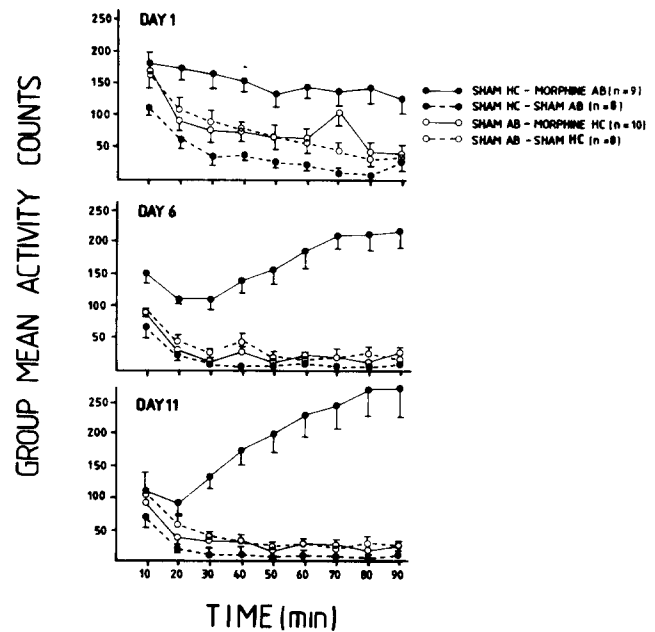 DAY 1
250
200
150
100
50
SHAM HC - MORPHINE AB (n=9)
SHAM HC - SHAM AB (n=8)
SHAM AB - MORPHINE HC (n=10)
SHAM AB - SHAM HC (n=8)
DAY 6
250
200
150
100
50
DAY 11
250
200
150
100
50
10 20 30 40 50 60 70 80 90
GROUP MEAN ACTIVITY COUNTS
TIME (min)